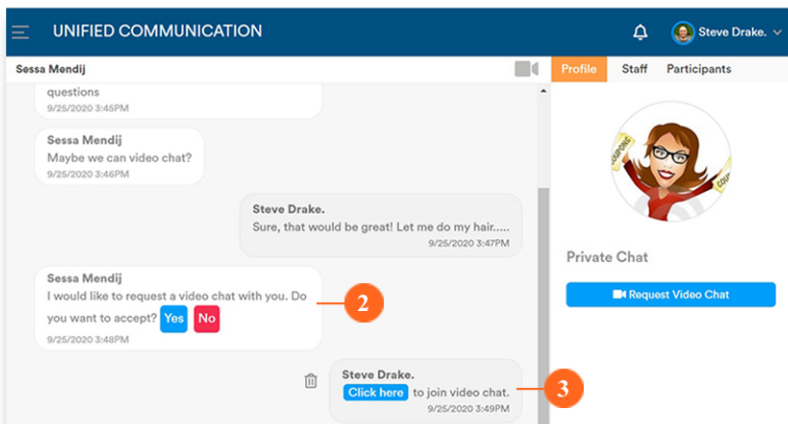 UNIFIED COMMUNICATION
Steve Drake.
Sessa Mendij
Profile Staff Participants
questions
9/25/2020 3:45PM
Sessa Mendij
Maybe we can video chat?
9/25/2020 3:46PM
Steve Drake.
Sure, that would be great! Let me do my hair.....
9/25/2020 3:47PM
Sessa Mendij
I would like to request a video chat with you. Do
you want to accept? Yes No
9/25/2020 3:48PM
2
Steve Drake.
Click here to join video chat.
9/25/2020 3:49PM
3
COUPONS
COUP
Private Chat
Request Video Chat